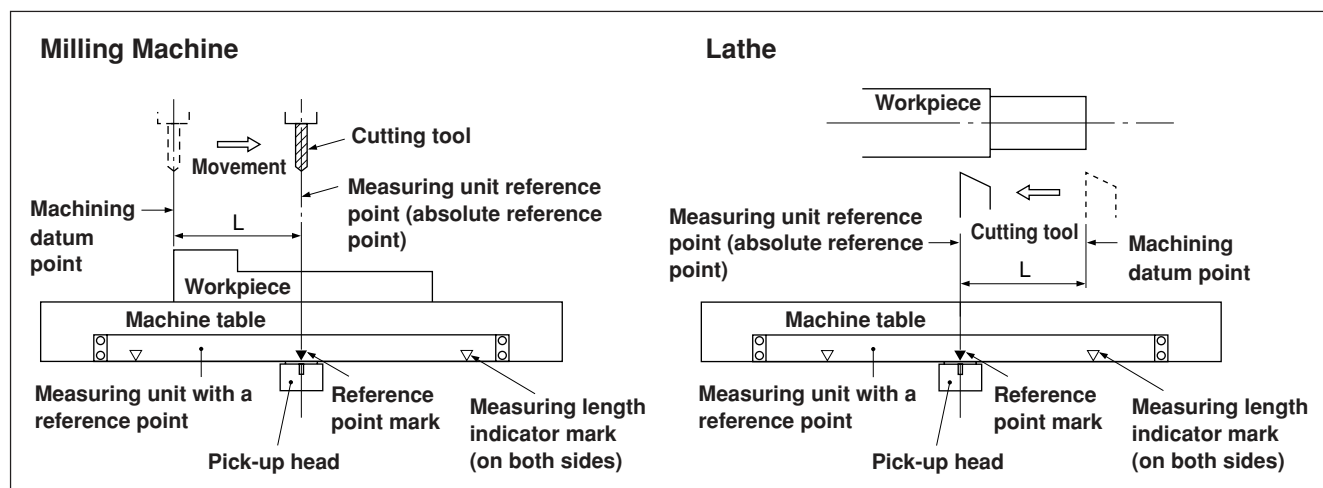 Milling Machine
Cutting tool
Movement
Measuring unit reference
point (absolute reference
point)
Machining
datum
point
L
Workpiece
Machine table
Measuring unit with a
reference point
Pick-up head
Reference
point mark
Measuring length
indicator mark
(on both sides)
Lathe
Workpiece
Measuring unit reference
point (absolute reference
point)
Cutting tool
Machining
datum point
L
Machine table
Measuring unit with a
reference point
Pick-up head
Reference
point mark
Measuring length
indicator mark
(on both sides)